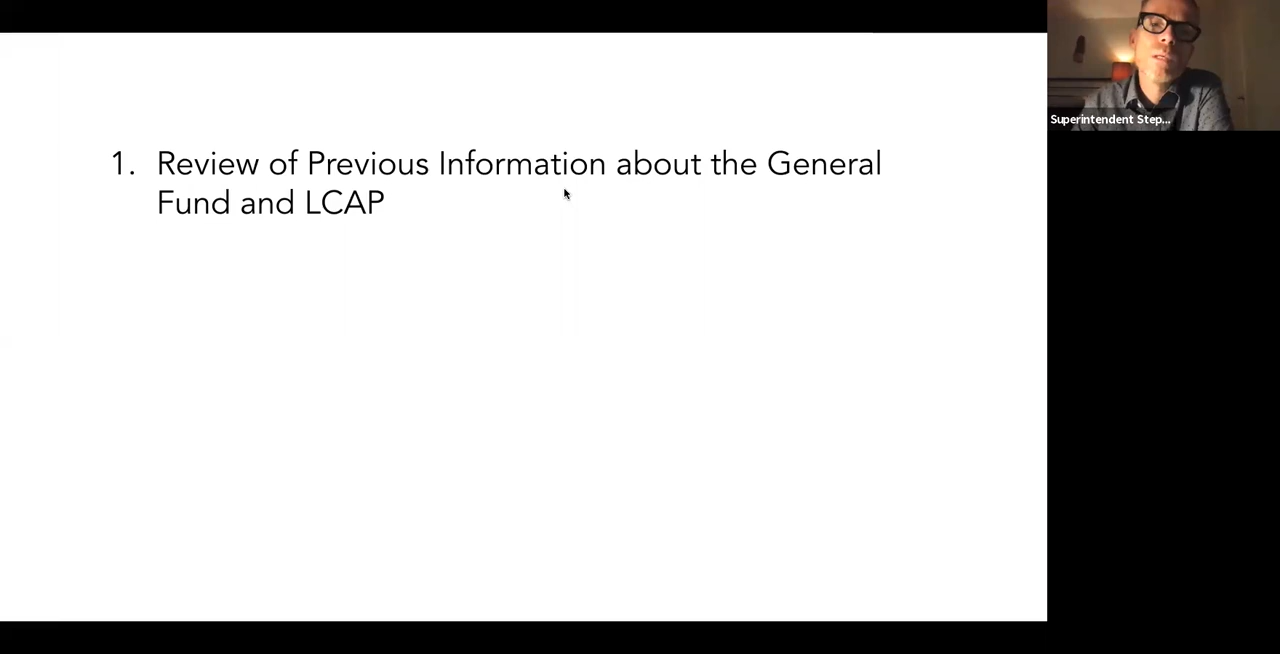 1. Review of Previous Information about the General
Fund and LCAP
Superintendent Step...